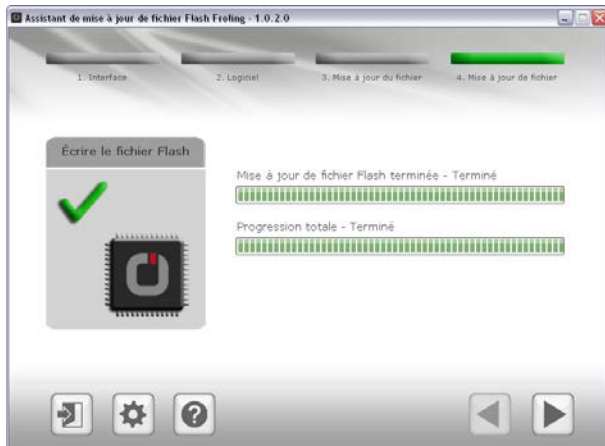 Assistant de mise à jour de fichier Flash Froling - 1.0.2.0
1. Interface
2. Logiciel
3. Mise à jour du fichier
4. Mise à jour de fichier
Écrire le fichier Flash
Mise à jour de fichier Flash terminée - Terminé
Progression totale - Terminé